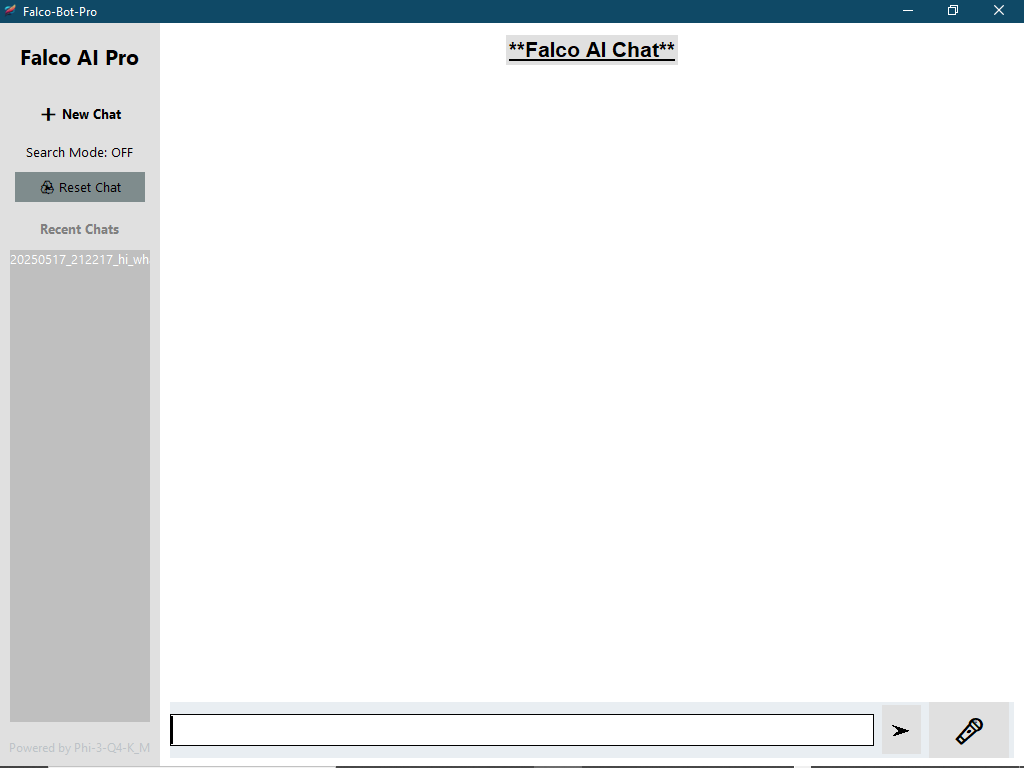 Falco-Bot-Pro
Falco AI Pro
New Chat
Search Mode: OFF
Reset Chat
Recent Chats
20250517_212217_hi_wh
Powered by Phi-3-Q4-K_M
**Falco AI Chat**